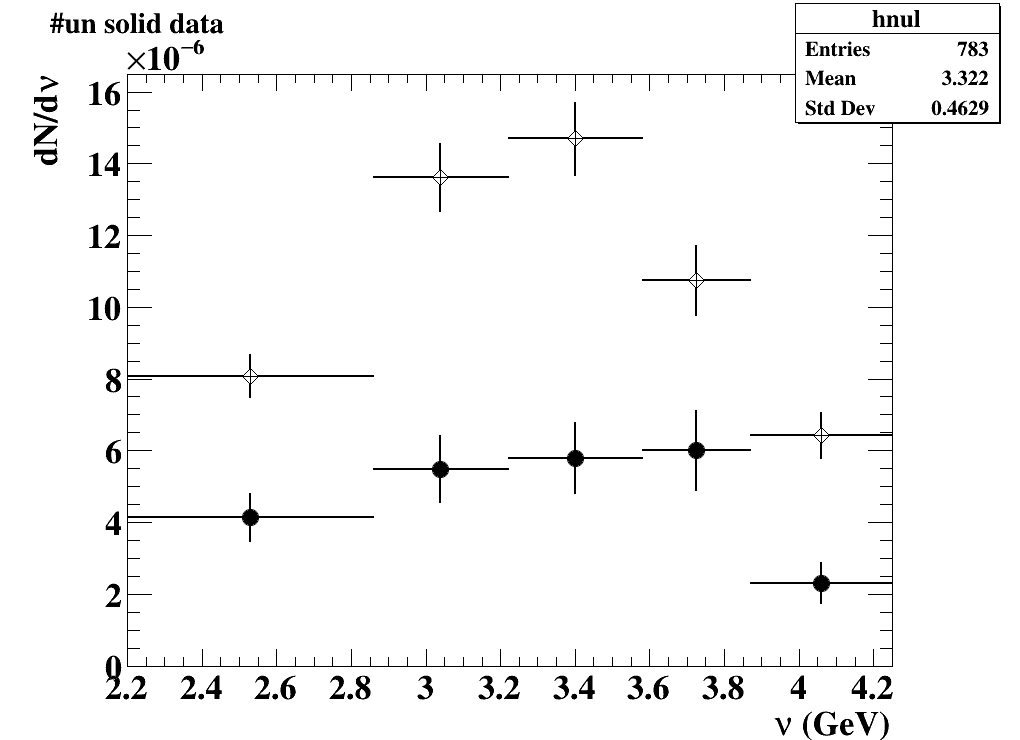 #un solid data
×10⁻⁶
hnul
Entries 783
Mean 3.322
Std Dev 0.4629
dN/dν
16
14
12
10
8
6
4
2
0
2.2 2.4 2.6 2.8 3 3.2 3.4 3.6 3.8 4 4.2
ν (GeV)